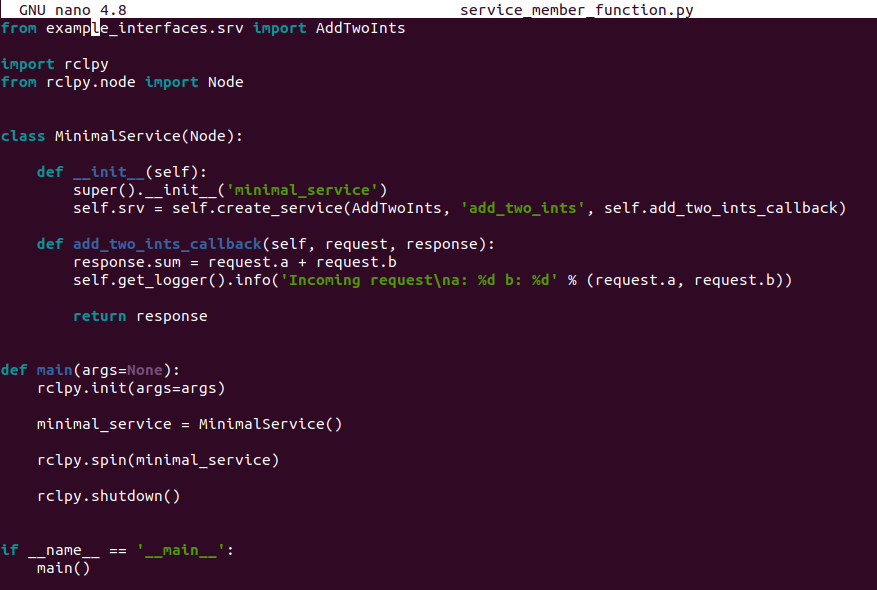 GNU nano 4.8 service_member_function.py
from example_interfaces.srv import AddTwoInts
import rclpy
from rclpy.node import Node
class MinimalService(Node):
def __init__(self):
super().__init__('minimal_service')
self.srv = self.create_service(AddTwoInts, 'add_two_ints', self.add_two_ints_callback)
def add_two_ints_callback(self, request, response):
response.sum = request.a + request.b
self.get_logger().info('Incoming request\na: %d b: %d' % (request.a, request.b))
return response
def main(args=None):
rclpy.init(args=args)
minimal_service = MinimalService()
rclpy.spin(minimal_service)
rclpy.shutdown()
if __name__ == '__main__':
main()